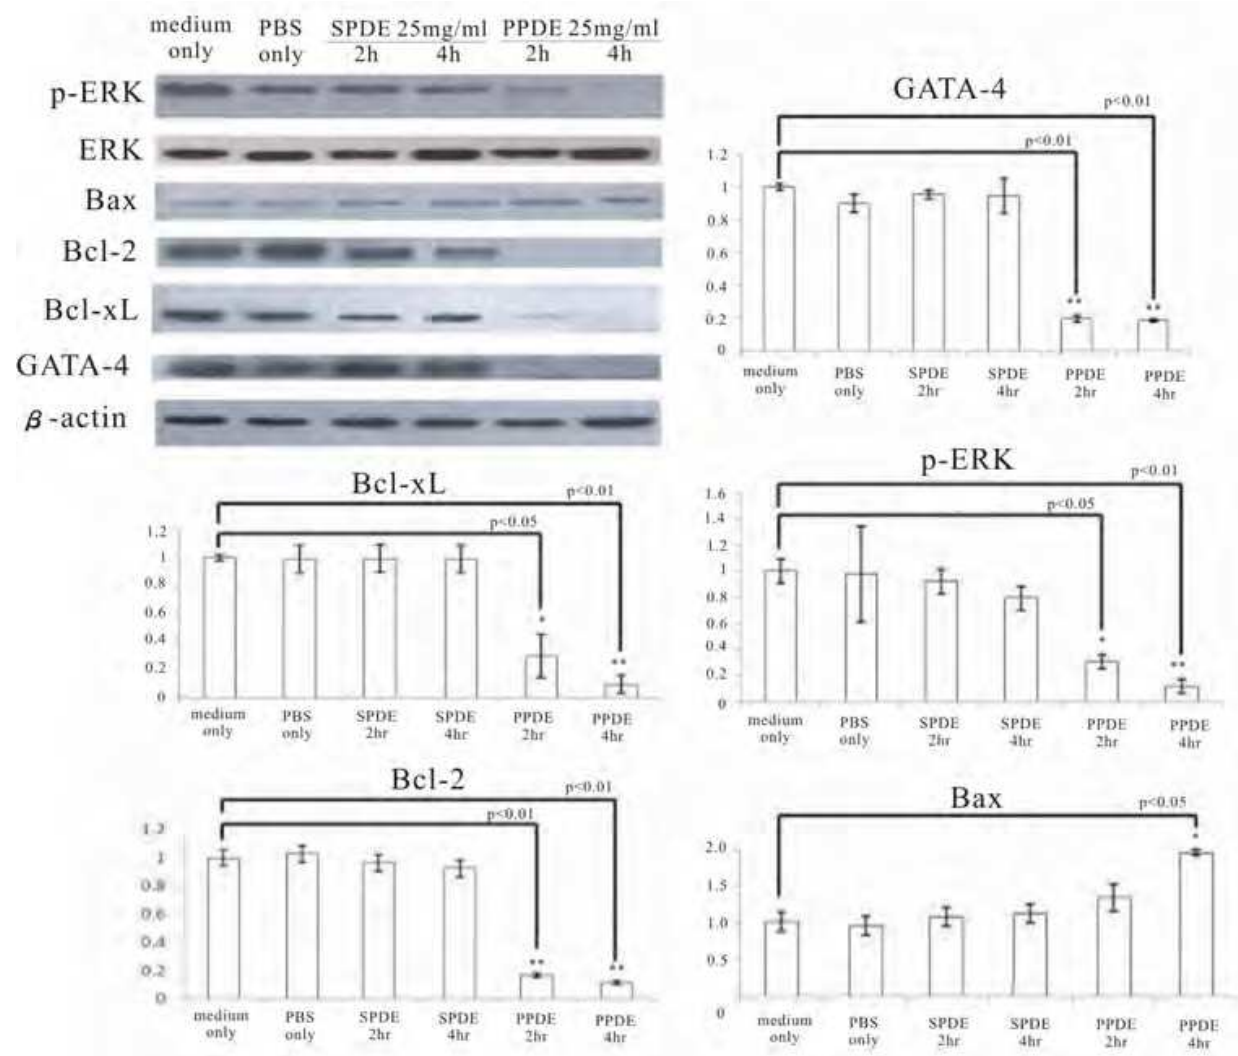 medium PBS SPDE 25mg/ml PPDE 25mg/ml
only only 2h 4h 2h 4h
p-ERK
ERK
Bax
Bcl-2
Bcl-xL
GATA-4
β-actin
GATA-4
p<0.01
p<0.01
1.2
1
0.8
0.6
0.4
0.2
0
**
**
medium PBS SPDE SPDE PPDE PPDE
only only 2hr 4hr 2hr 4hr
Bcl-xL
p<0.01
p<0.05
1.2
1
0.8
0.6
0.4
0.2
0
*
**
medium PBS SPDE SPDE PPDE PPDE
only only 2hr 4hr 2hr 4hr
p-ERK
p<0.01
p<0.05
1.6
1.4
1.2
1
0.8
0.6
0.4
0.2
0
*
**
medium PBS SPDE SPDE PPDE PPDE
only only 2hr 4hr 2hr 4hr
Bcl-2
p<0.01
p<0.01
1.2
1
0.8
0.6
0.4
0.2
0
**
**
medium PBS SPDE SPDE PPDE PPDE
only only 2hr 4hr 2hr 4hr
Bax
p<0.05
2.0
1.5
1.0
0.5
0
*
medium PBS SPDE SPDE PPDE PPDE
only only 2hr 4hr 2hr 4hr